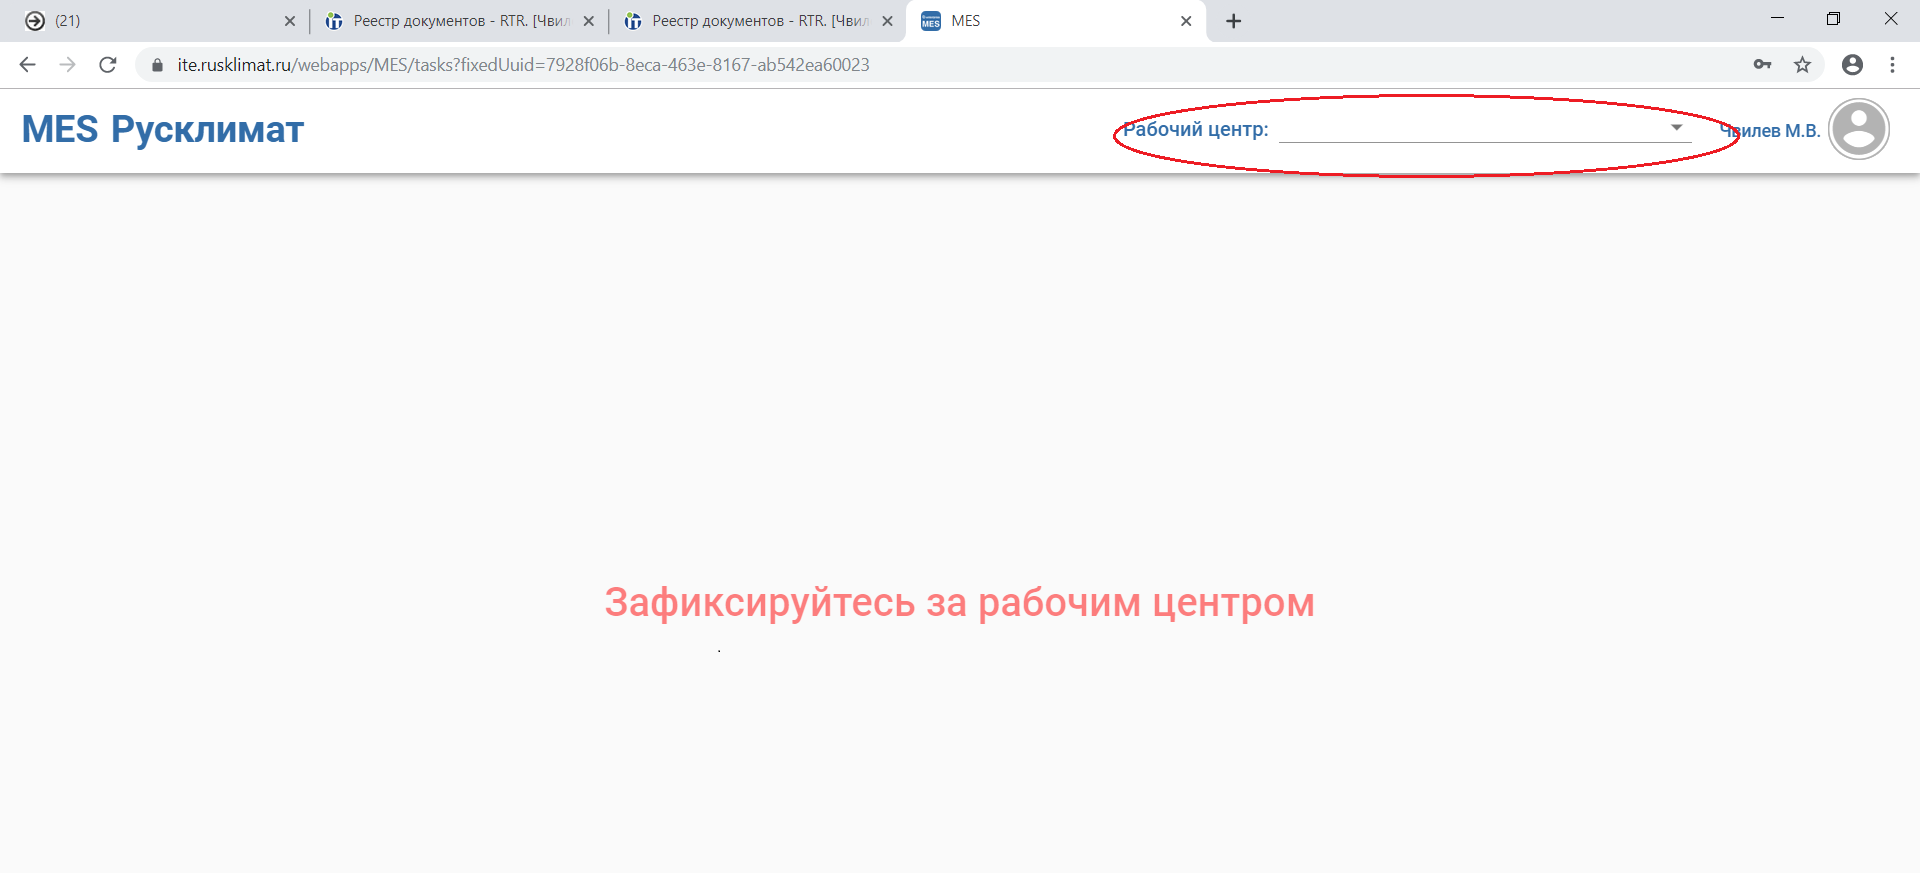 (21)
Реестр документов - RTR. [Чвил
Реестр документов - RTR. [Чвил
MES
MES
ite.rusklimat.ru/webapps/MES/tasks?fixedUuid=7928f06b-8eca-463e-8167-ab542ea60023
MES Русклимат
Рабочий центр:
Чвилев М.В.
Зафиксируйтесь за рабочим центром
.